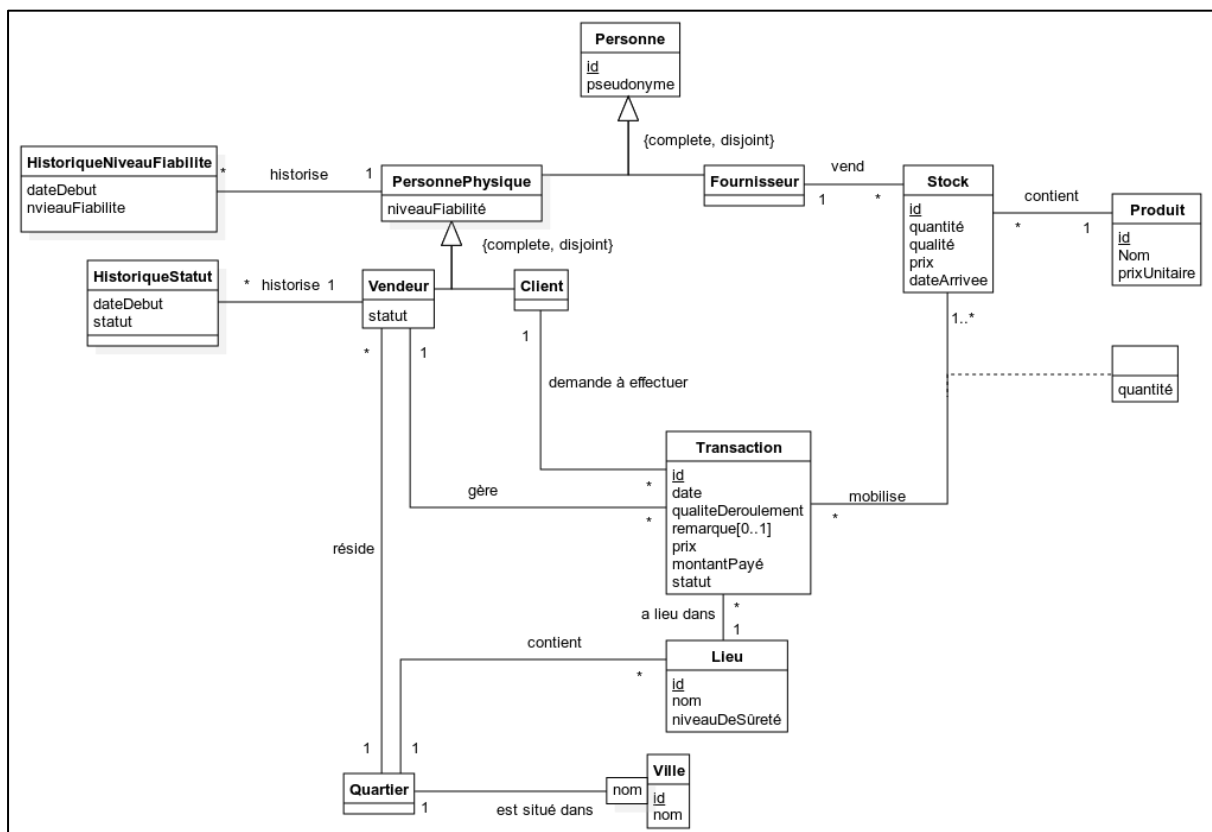 Personne
id
pseudonyme
{complete, disjoint}
HistoriqueNiveauFiabilite
dateDebut
nvieauFiabilite
* historise 1
PersonnePhysique
niveauFiabilité
Fournisseur
vend
1 *
Stock
id
quantité
qualité
prix
dateArrivee
contient
* 1
Produit
id
Nom
prixUnitaire
{complete, disjoint}
HistoriqueStatut
dateDebut
statut
* historise 1
Vendeur
statut
Client
* 1 1
1..*
quantité
demande à effectuer
Transaction
id
date
qualiteDeroulement
remarque[0..1]
prix
montantPayé
statut
*
gère
*
mobilise
*
réside
a lieu dans
*
1
contient
*
Lieu
id
nom
niveauDeSûreté
1 1
Quartier
1
est situé dans
nom
Ville
id
nom